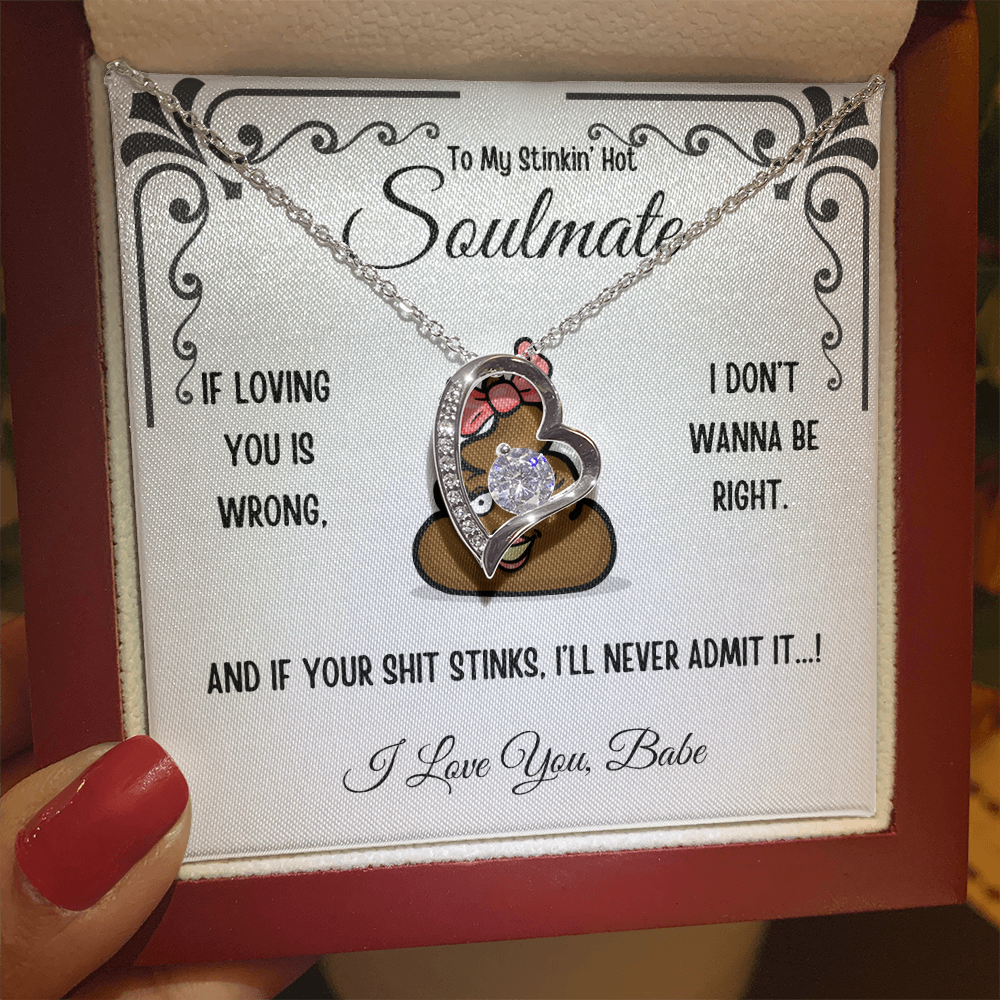 To My Stinkin' Hot
Soulmate
IF LOVING
YOU IS
WRONG,
I DON'T
WANNA BE
RIGHT.
AND IF YOUR SHIT STINKS, I'LL NEVER ADMIT IT...!
I Love You, Babe